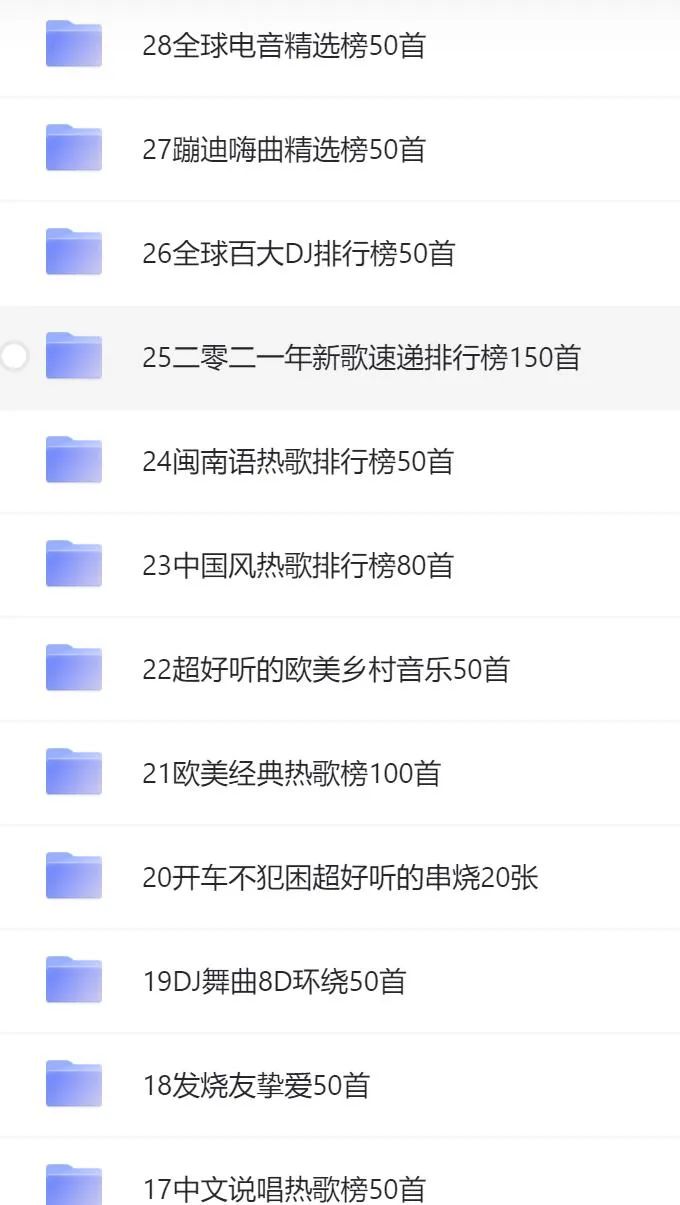 28全球电音精选榜50首
27蹦迪嗨曲精选榜50首
26全球百大DJ排行榜50首
25二零二一年新歌速递排行榜150首
24闽南语热歌排行榜50首
23中国风热歌排行榜80首
22超好听的欧美乡村音乐50首
21欧美经典热歌榜100首
20开车不犯困超好听的串烧20张
19DJ舞曲8D环绕50首
18发烧友挚爱50首
17中文说唱热歌榜50首